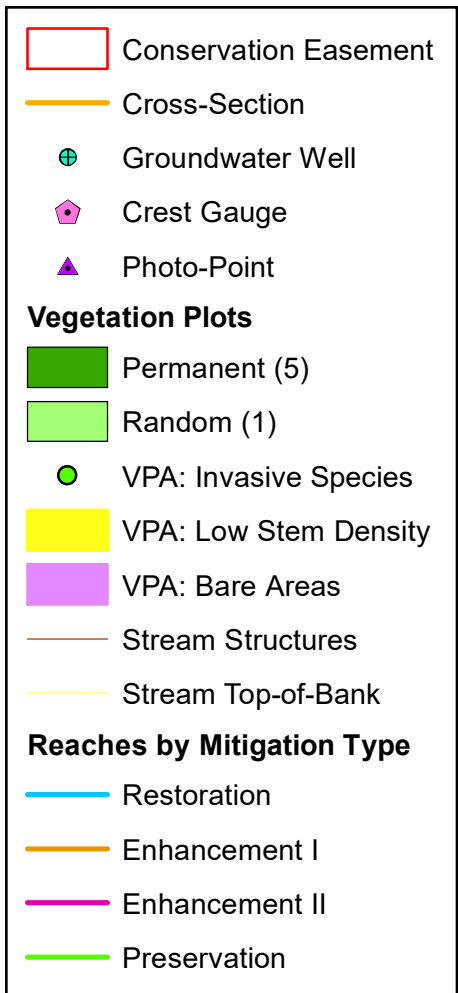 Conservation Easement
Cross-Section
Groundwater Well
Crest Gauge
Photo-Point
Vegetation Plots
Permanent (5)
Random (1)
VPA: Invasive Species
VPA: Low Stem Density
VPA: Bare Areas
Stream Structures
Stream Top-of-Bank
Reaches by Mitigation Type
Restoration
Enhancement I
Enhancement II
Preservation